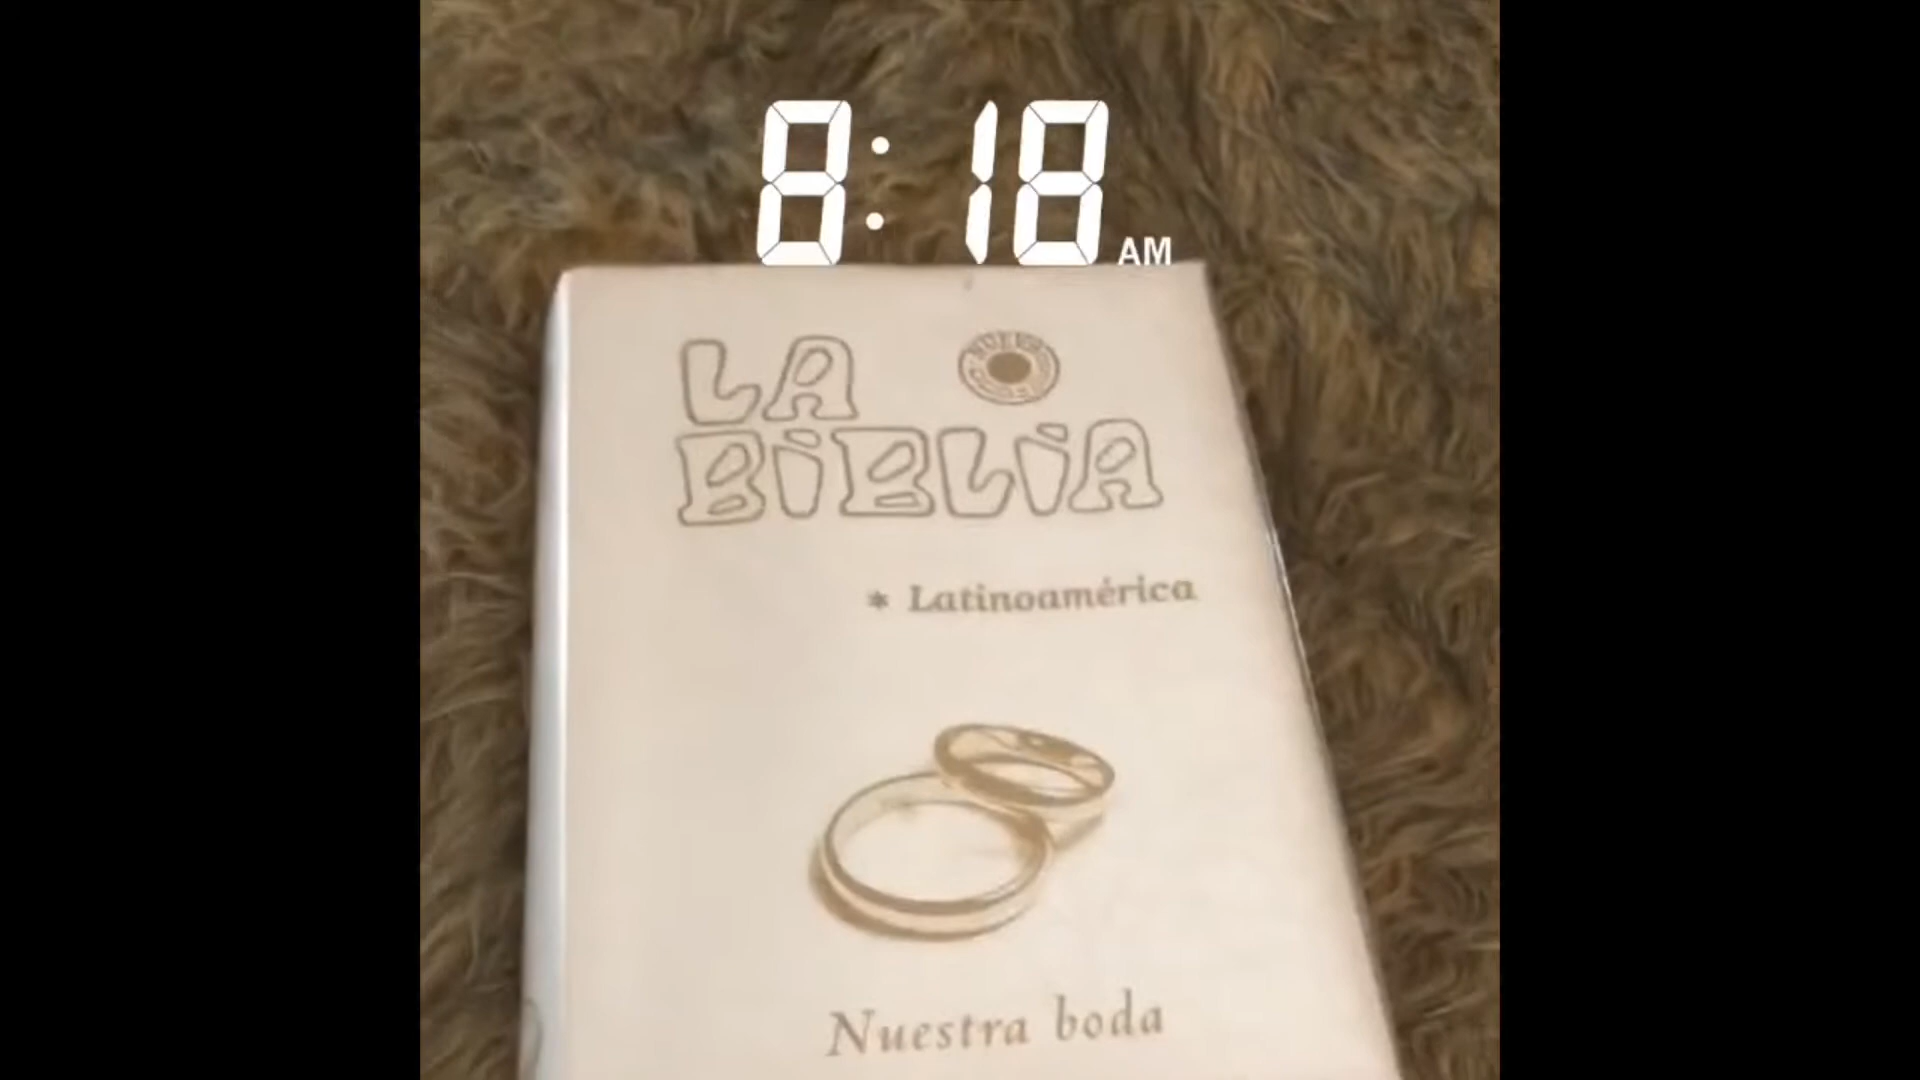 8:18 AM
LA
BIBLIA
* Latinoamérica
Nuestra boda